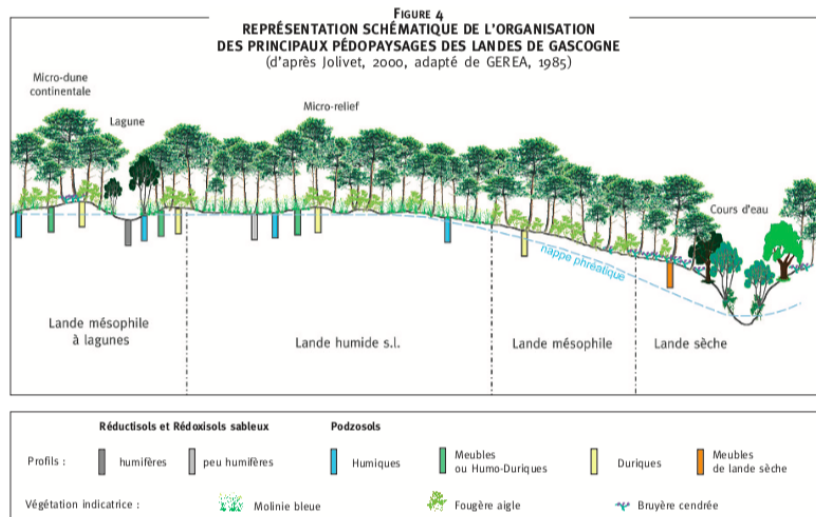 FIGURE 4
REPRÉSENTATION SCHÉMATIQUE DE L'ORGANISATION
DES PRINCIPAUX PÉDOPAYSAGES DES LANDES DE GASCOGNE
(d'après Jolivet, 2000, adapté de GEREA, 1985)
Micro-dune
continentale
Lagune
Micro-relief
Cours d'eau
nappe phréatique
Lande mésophile
à lagunes
Lande humide s.l.
Lande mésophile
Lande sèche
Réductisols et Rédoxisols sableux
Podzosols
Profils :
humifères
peu humifères
Humiques
Meubles
ou Humo-Duriques
Duriques
Meubles
de lande sèche
Végétation indicatrice :
Molinie bleue
Fougère aigle
Bruyère cendrée